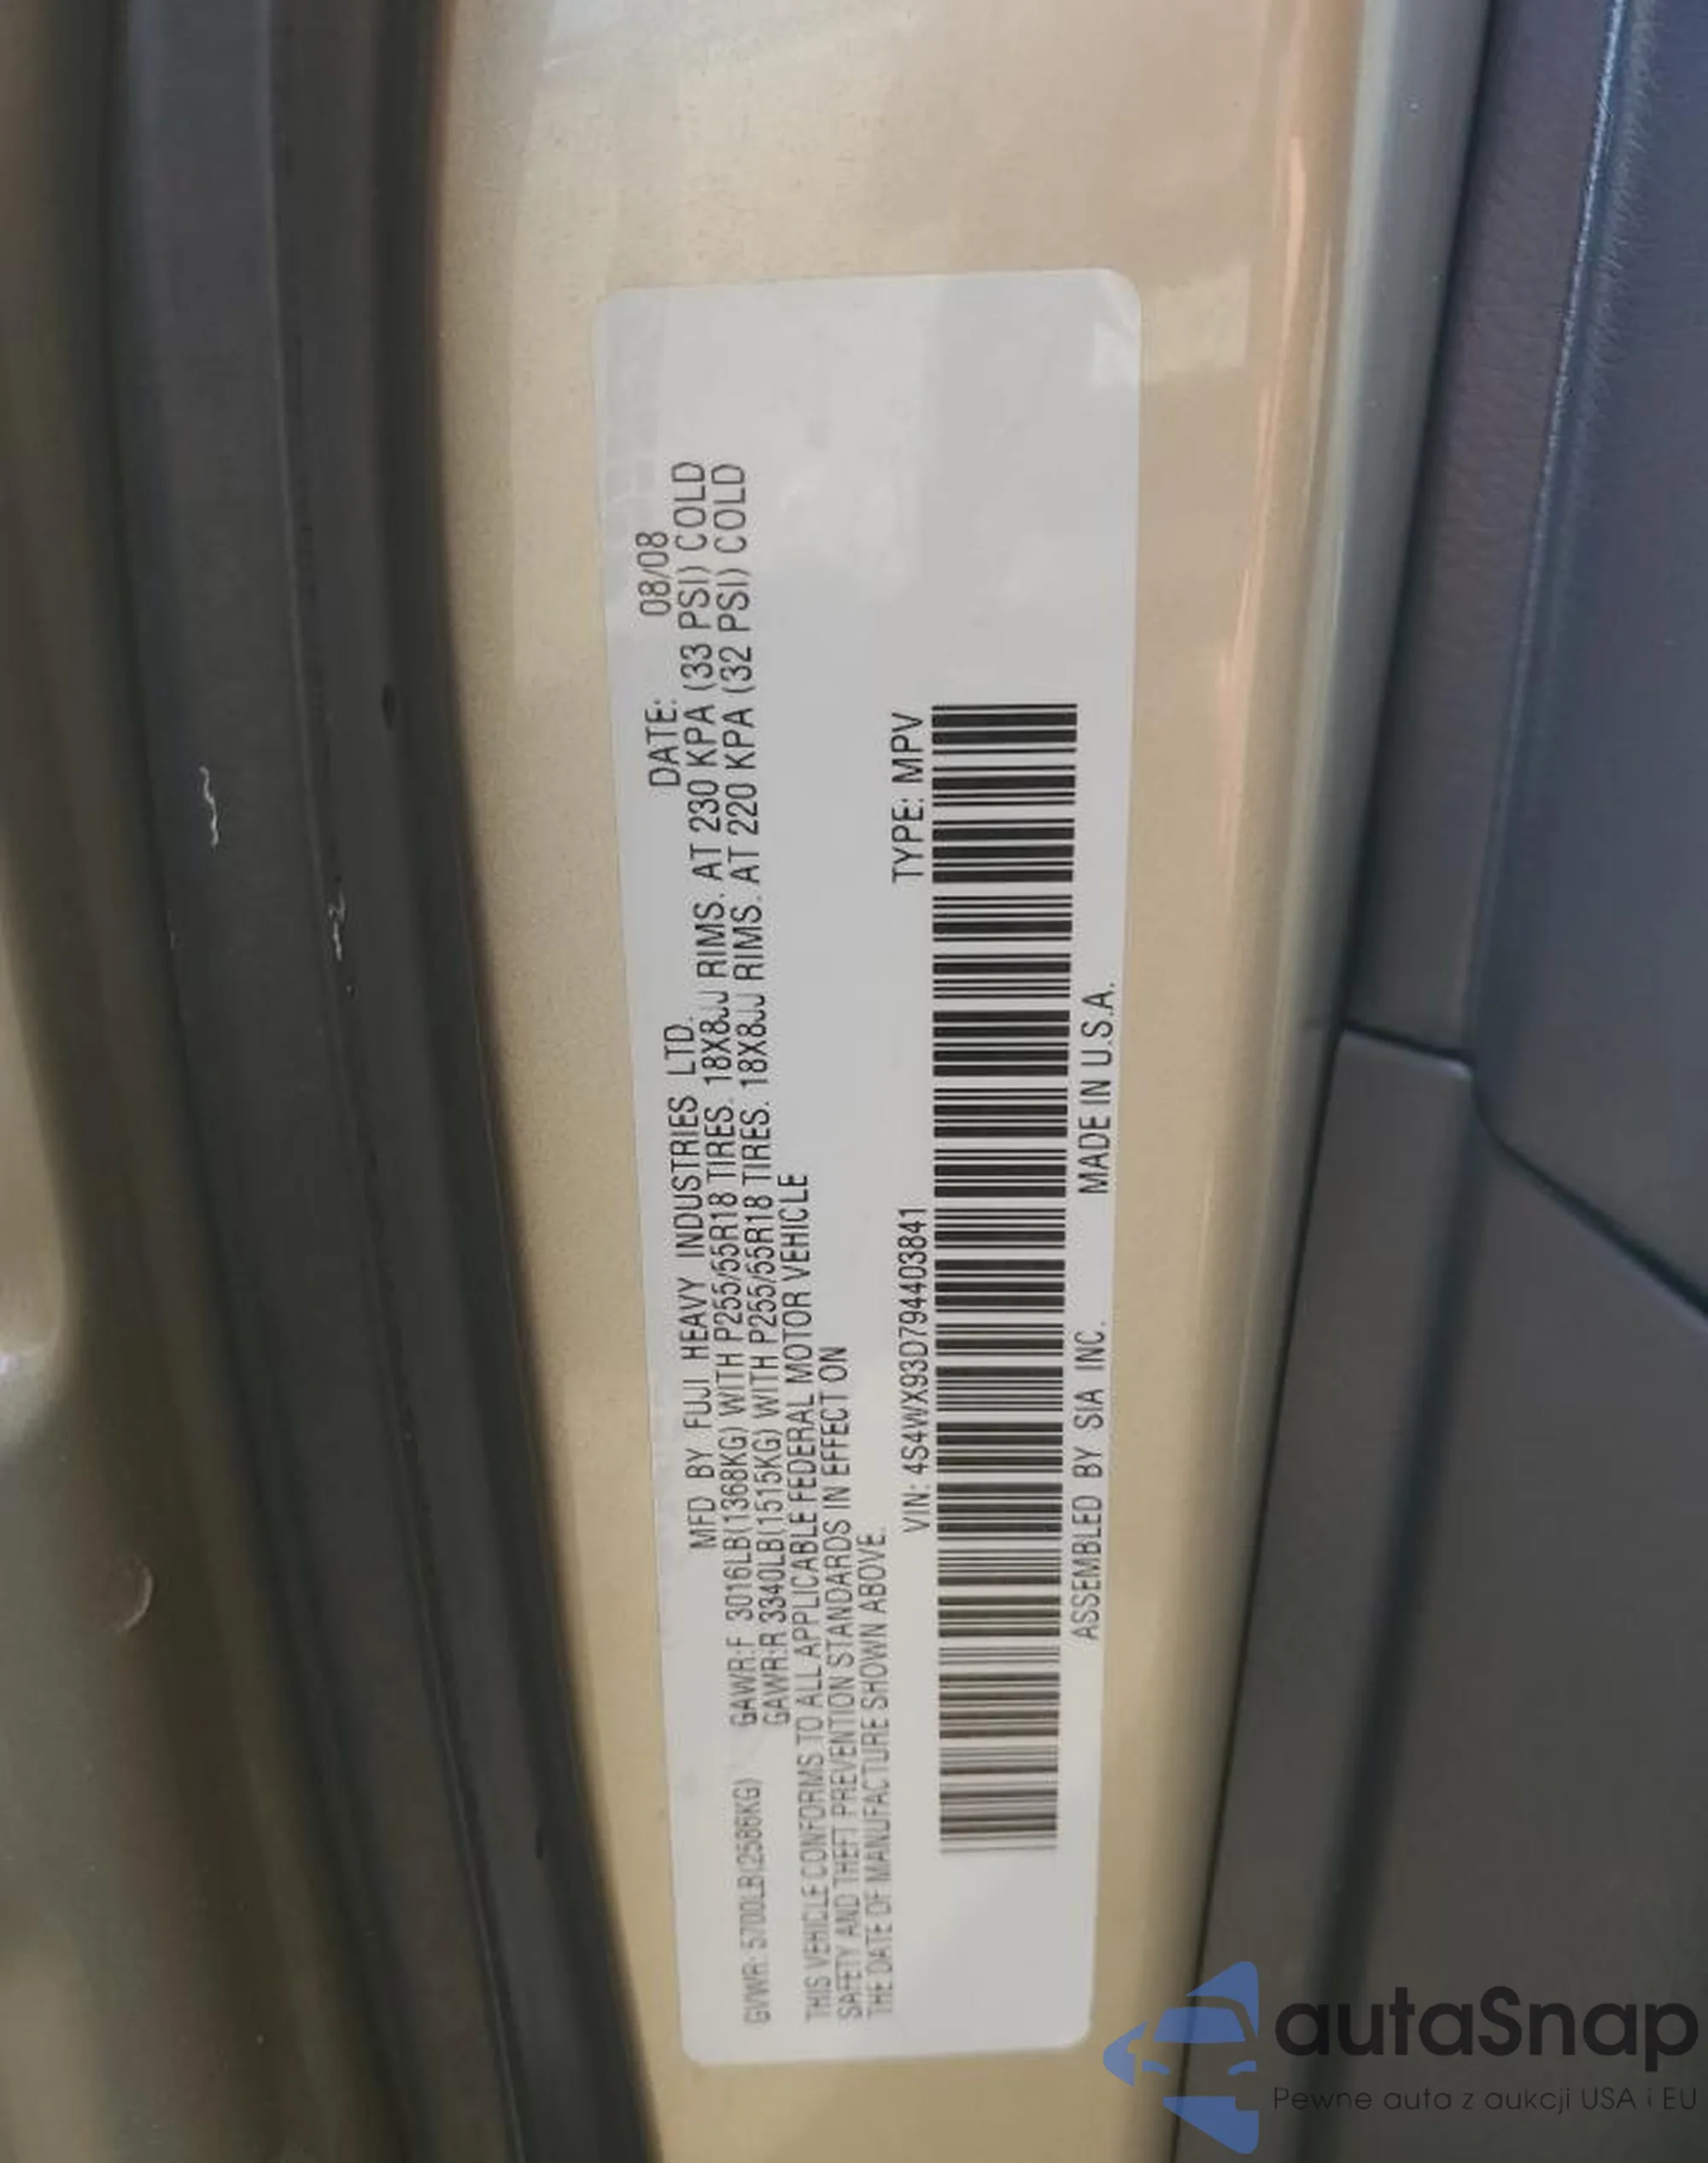 MFD BY FUJI HEAVY INDUSTRIES LTD. DATE: 08/08
GVWR: 5700LB(2586KG) GAWR:F 3016LB(1368KG) WITH P255/55R18 TIRES. 18X8JJ RIMS. AT 230 KPA (33 PSI) COLD
GAWR:R 3340LB(1515KG) WITH P255/55R18 TIRES. 18X8JJ RIMS. AT 220 KPA (32 PSI) COLD
THIS VEHICLE CONFORMS TO ALL APPLICABLE FEDERAL MOTOR VEHICLE
SAFETY AND THEFT PREVENTION STANDARDS IN EFFECT ON
THE DATE OF MANUFACTURE SHOWN ABOVE.
VIN: 4S4WX93D794403841 TYPE: MPV
ASSEMBLED BY SIA INC. MADE IN U.S.A.
autaSnap
Pewne auta z aukcji USA i EU